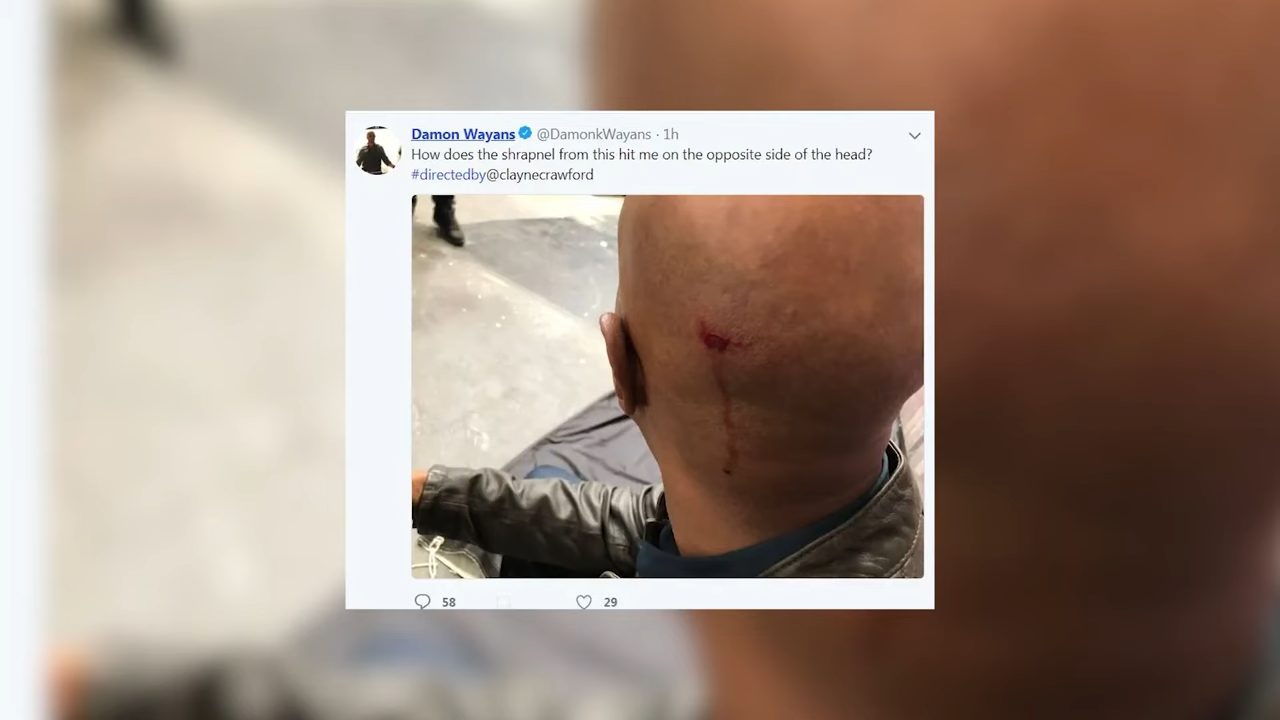 Damon Wayans @DamonkWayans · 1h
How does the shrapnel from this hit me on the opposite side of the head?
#directedby@claynecrawford
58 29